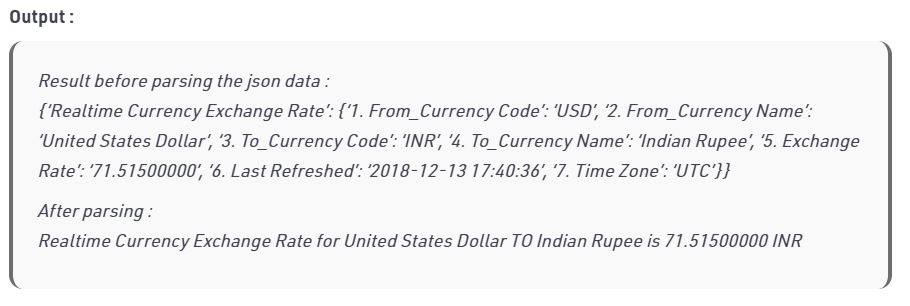 Output :
Result before parsing the json data :
{‘Realtime Currency Exchange Rate’: {‘1. From_Currency Code’: ‘USD’, ‘2. From_Currency Name’:
‘United States Dollar’, ‘3. To_Currency Code’: ‘INR’, ‘4. To_Currency Name’: ‘Indian Rupee’, ‘5. Exchange
Rate’: ‘71.51500000’, ‘6. Last Refreshed’: ‘2018-12-13 17:40:36’, ‘7. Time Zone’: ‘UTC’}}
After parsing :
Realtime Currency Exchange Rate for United States Dollar TO Indian Rupee is 71.51500000 INR